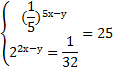 {(1/5)^{5x-y}
= 25
2^{2x-y} = 1/32